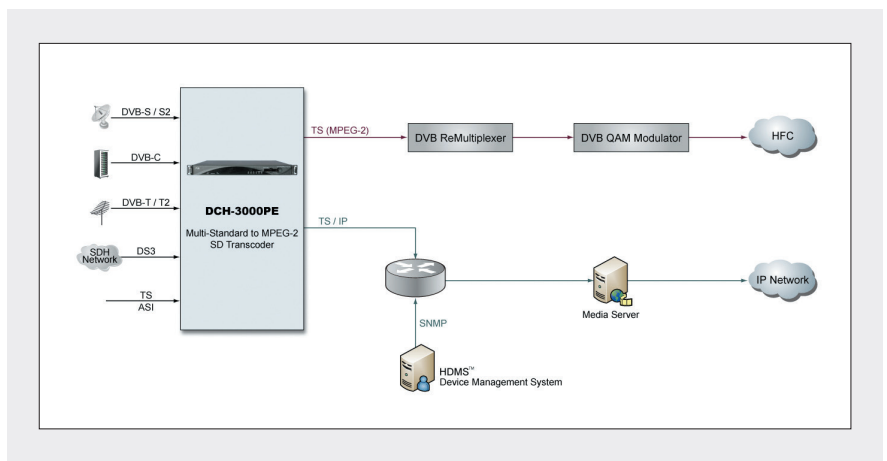 DVB-S / S2
DVB-C
DVB-T / T2
SDH
Network
DS3
TS
ASI
DCH-3000PE
Multi-Standard to MPEG-2
SD Transcoder
TS (MPEG-2)
DVB ReMultiplexer
DVB QAM Modulator
HFC
TS / IP
Media Server
IP Network
SNMP
HDMS™
Device Management System